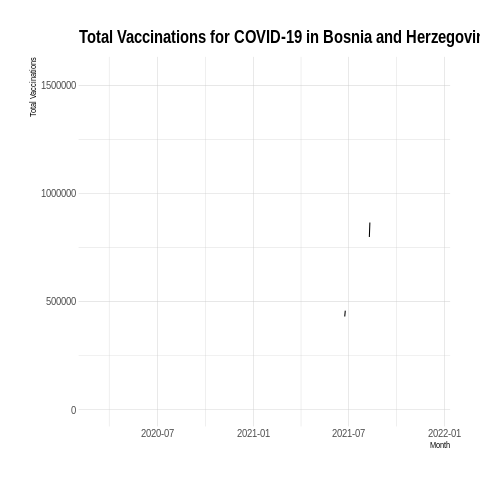 Total Vaccinations for COVID-19 in Bosnia and Herzegovin
Total Vaccinations
1500000
1000000
500000
0
2020-07 2021-01 2021-07 2022-01
Month